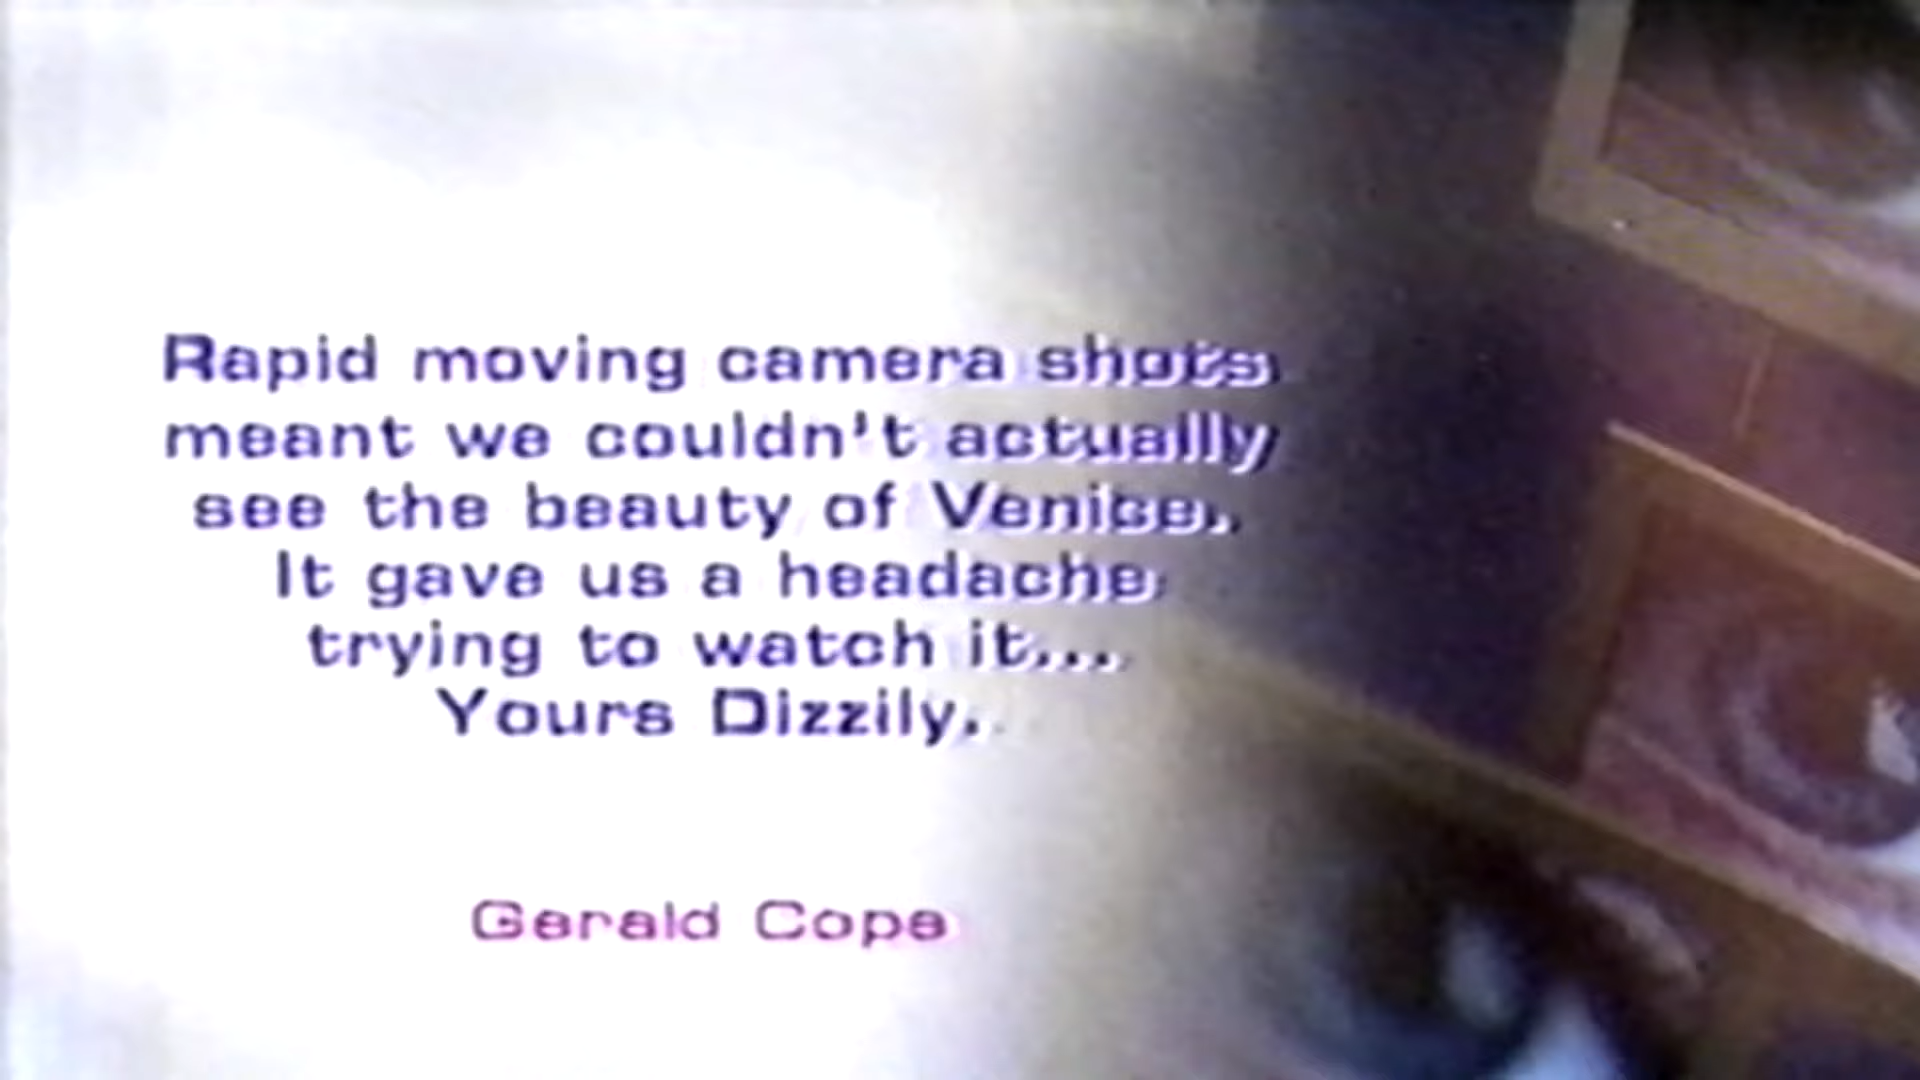 Rapid moving camera shots
meant we couldn't actually
see the beauty of Venice.
It gave us a headache
trying to watch it...
Yours Dizzily.
Gerald Cope